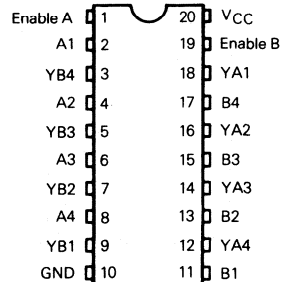 Enable A 1 20 VCC
A1 2 19 Enable B
YB4 3 18 YA1
A2 4 17 B4
YB3 5 16 YA2
A3 6 15 B3
YB2 7 14 YA3
A4 8 13 B2
YB1 9 12 YA4
GND 10 11 B1